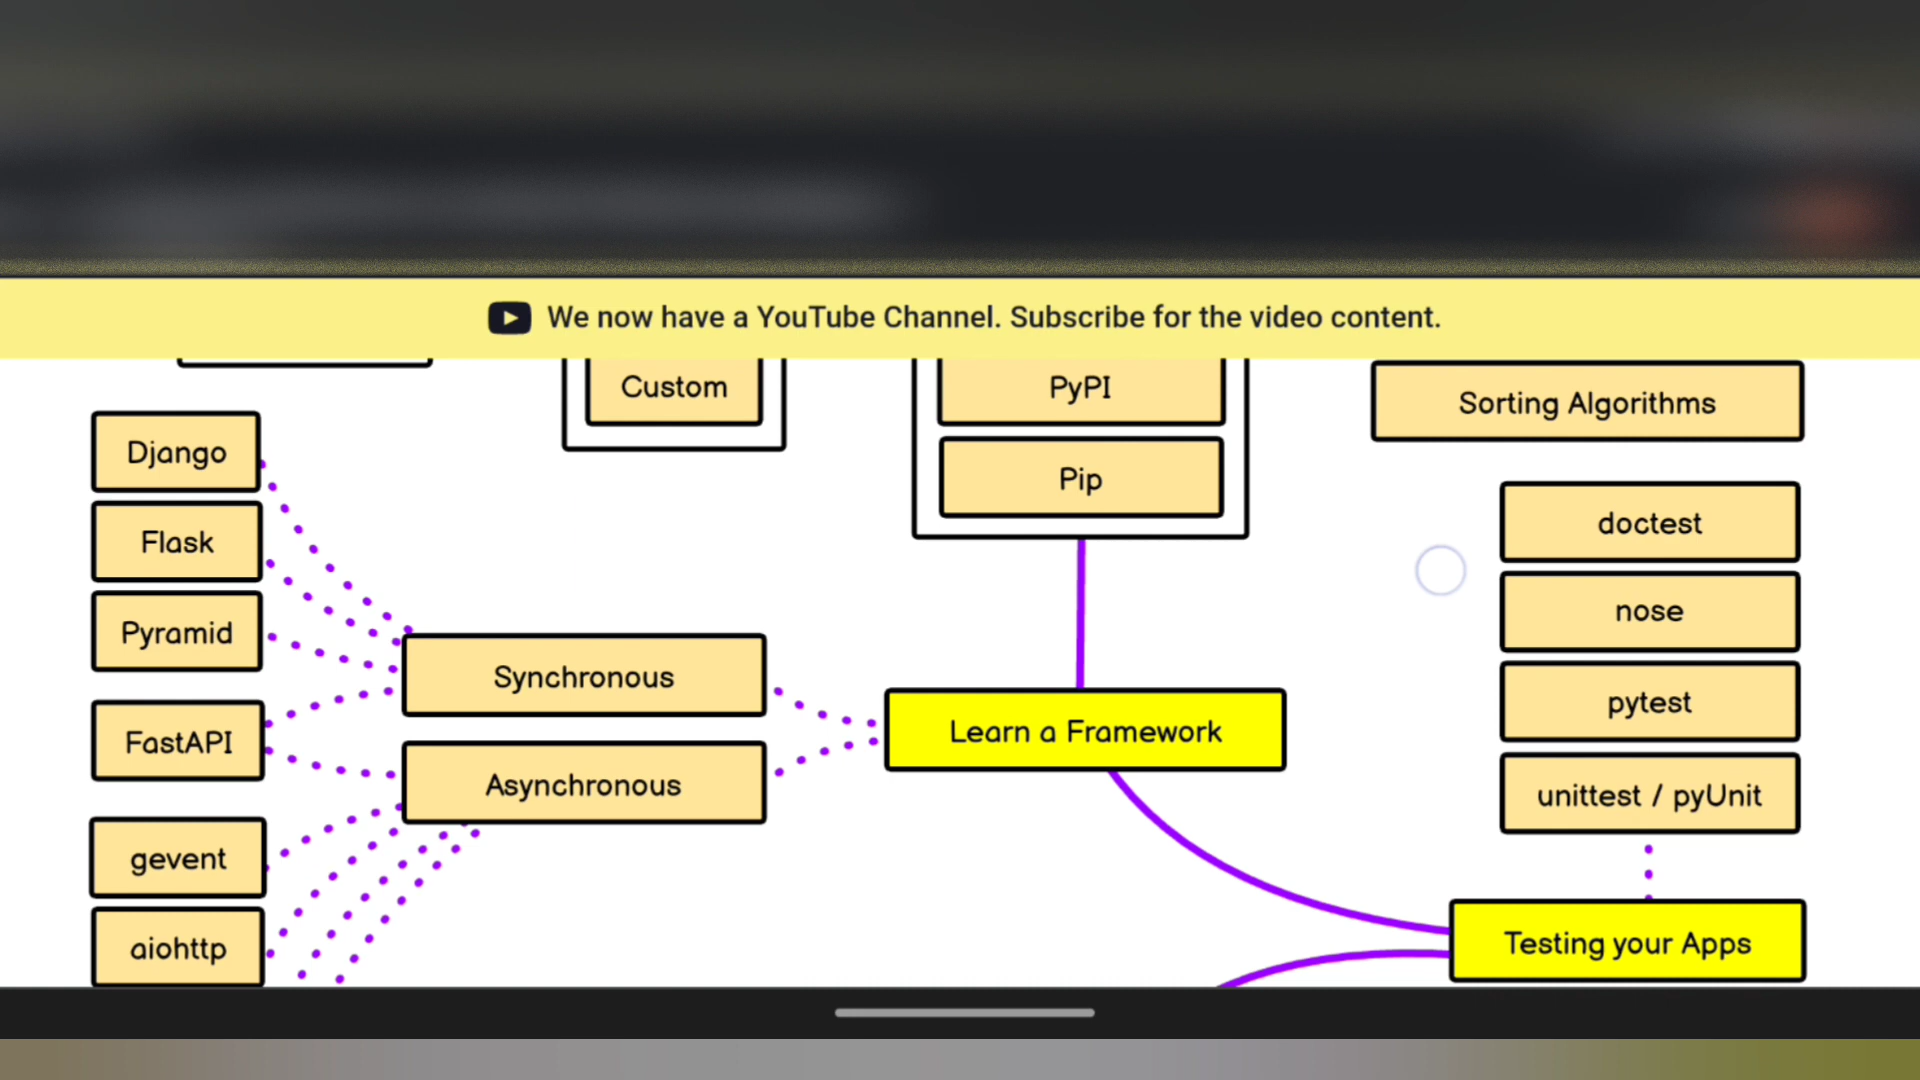 We now have a YouTube Channel. Subscribe for the video content.
Custom
PyPI
Pip
Sorting Algorithms
Django
Flask
Pyramid
FastAPI
gevent
aiohttp
Synchronous
Asynchronous
Learn a Framework
doctest
nose
pytest
unittest / pyUnit
Testing your Apps